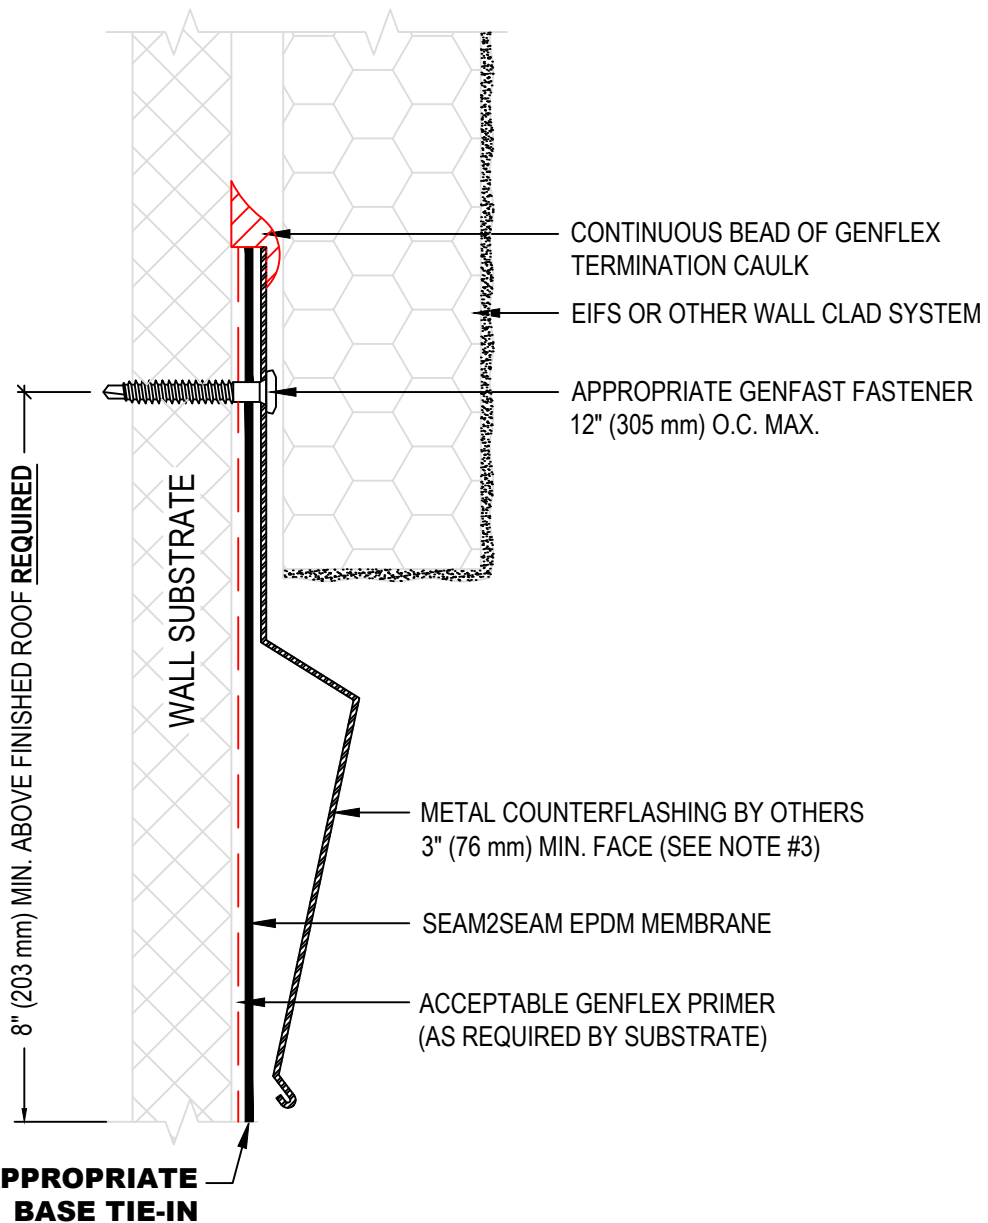 CONTINUOUS BEAD OF GENFLEX
TERMINATION CAULK
EIFS OR OTHER WALL CLAD SYSTEM
APPROPRIATE GENFAST FASTENER
12" (305 mm) O.C. MAX.
8" (203 mm) MIN. ABOVE FINISHED ROOF REQUIRED
WALL SUBSTRATE
METAL COUNTERFLASHING BY OTHERS
3" (76 mm) MIN. FACE (SEE NOTE #3)
SEAM2SEAM EPDM MEMBRANE
ACCEPTABLE GENFLEX PRIMER
(AS REQUIRED BY SUBSTRATE)
PPROPRIATE
BASE TIE-IN